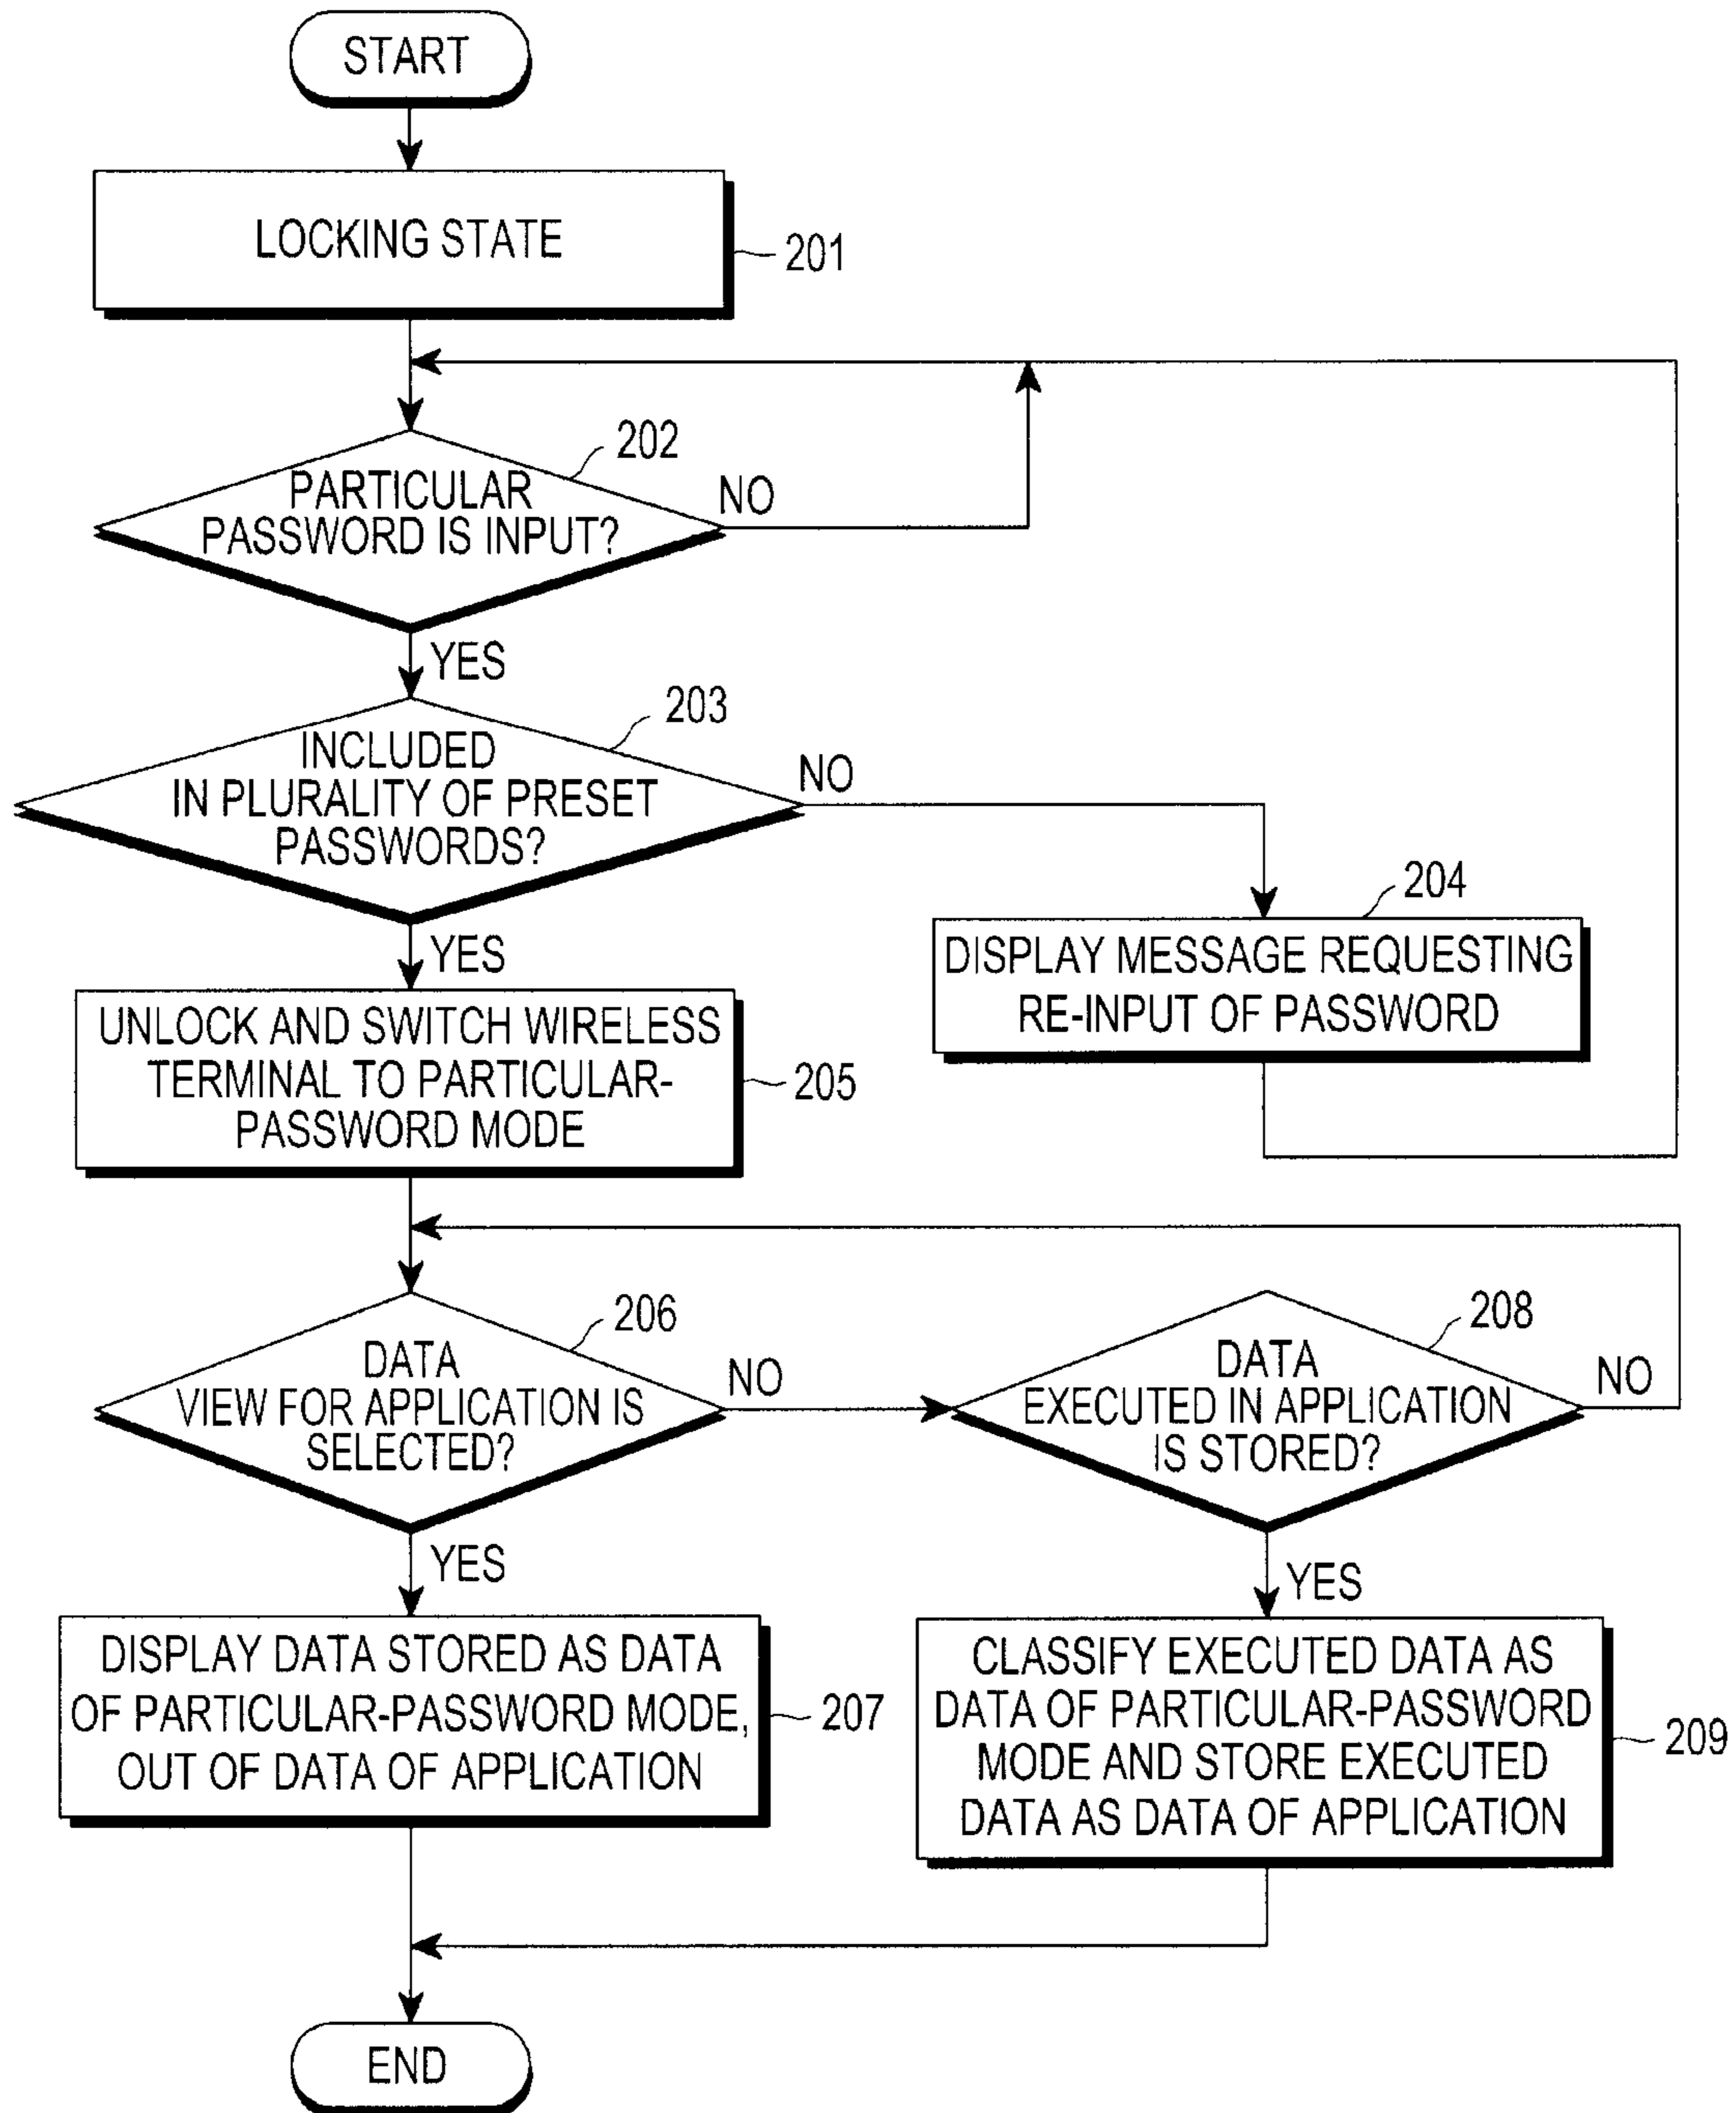 START
LOCKING STATE
201
202
PARTICULAR
PASSWORD IS INPUT?
NO
YES
203
INCLUDED
IN PLURALITY OF PRESET
PASSWORDS?
NO
YES
204
DISPLAY MESSAGE REQUESTING
RE-INPUT OF PASSWORD
UNLOCK AND SWITCH WIRELESS
TERMINAL TO PARTICULAR-
PASSWORD MODE
205
206
DATA
VIEW FOR APPLICATION IS
SELECTED?
NO
YES
208
DATA
EXECUTED IN APPLICATION
IS STORED?
NO
YES
DISPLAY DATA STORED AS DATA
OF PARTICULAR-PASSWORD MODE,
OUT OF DATA OF APPLICATION
207
CLASSIFY EXECUTED DATA AS
DATA OF PARTICULAR-PASSWORD
MODE AND STORE EXECUTED
DATA AS DATA OF APPLICATION
209
END